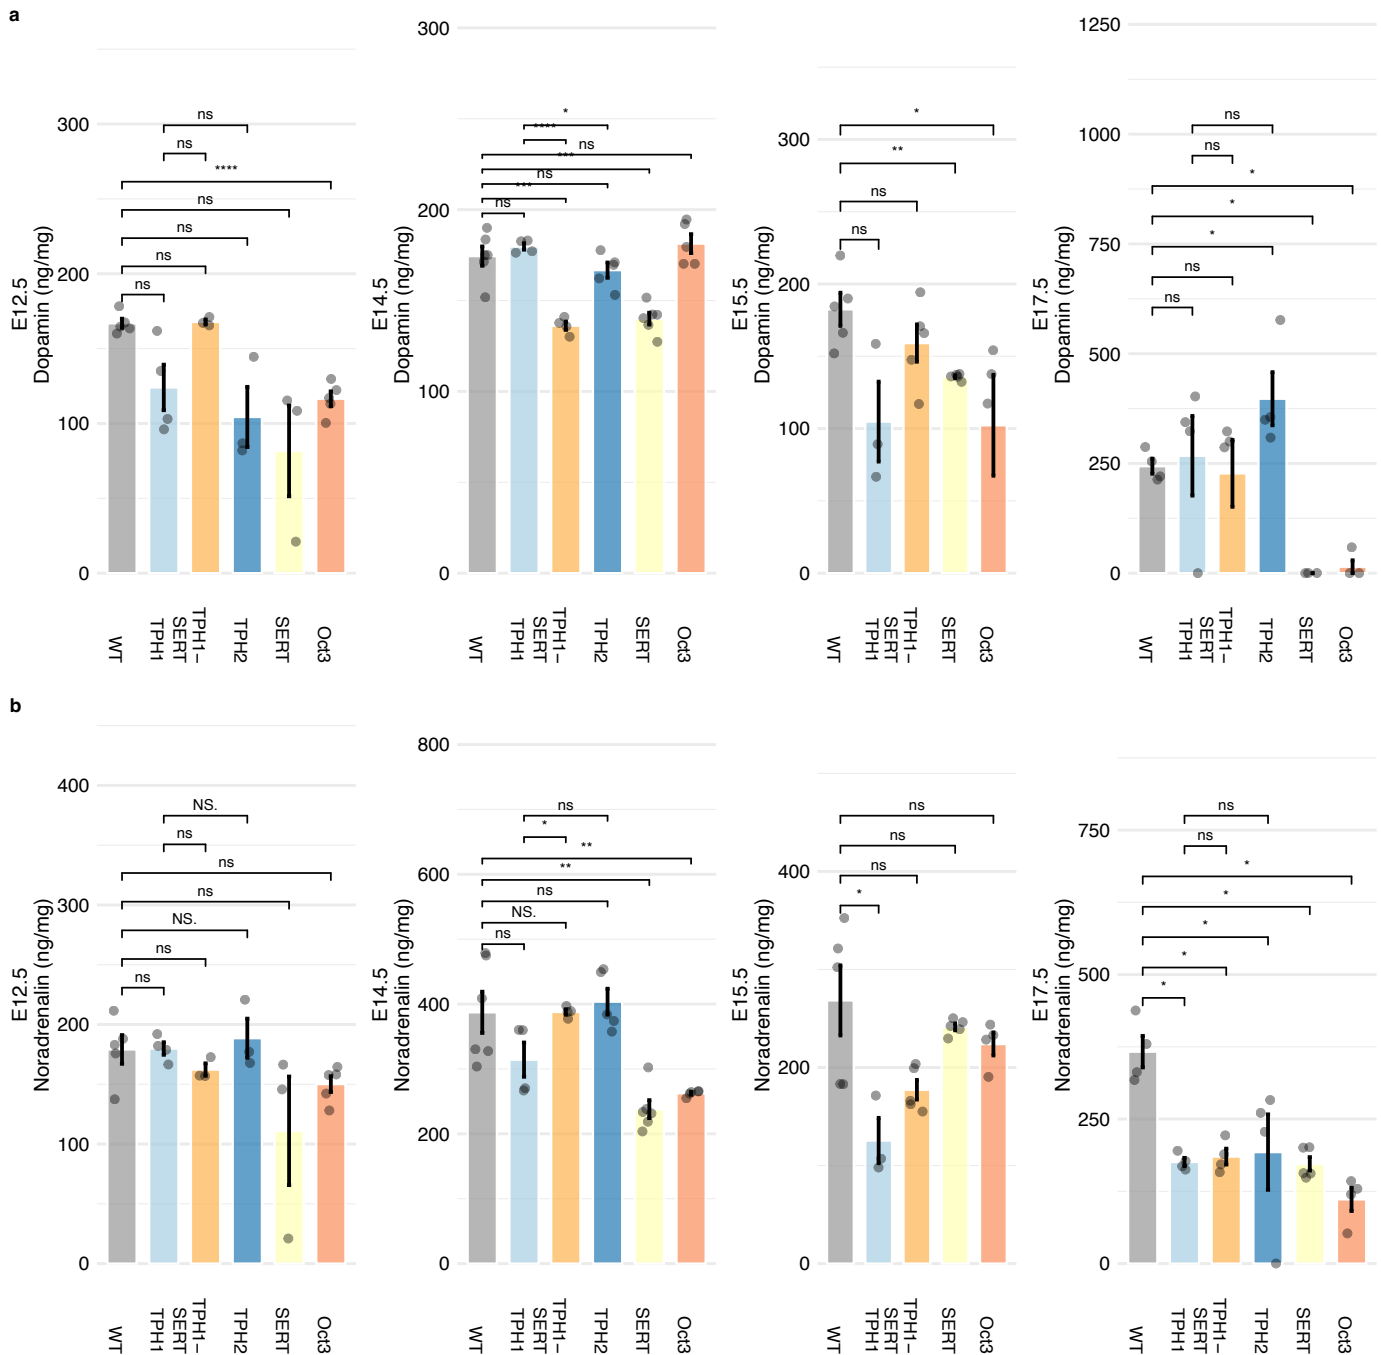 a
E12.5
Dopamin (ng/mg)
300
200
100
0
ns
ns
****
ns
ns
ns
ns
WT
TPH1
TPH1−
SERT
TPH2
SERT
Oct3
E14.5
Dopamin (ng/mg)
300
200
100
0
*
****
ns
***
ns
***
ns
WT
TPH1
TPH1−
SERT
TPH2
SERT
Oct3
E15.5
Dopamin (ng/mg)
300
200
100
0
*
**
ns
ns
WT
TPH1
TPH1−
SERT
SERT
Oct3
E17.5
Dopamin (ng/mg)
1250
1000
750
500
250
0
ns
ns
*
*
*
ns
ns
WT
TPH1
TPH1−
SERT
TPH2
SERT
Oct3
b
E12.5
Noradrenalin (ng/mg)
400
300
200
100
0
NS.
ns
ns
ns
NS.
ns
ns
WT
TPH1
TPH1−
SERT
TPH2
SERT
Oct3
E14.5
Noradrenalin (ng/mg)
800
600
400
200
0
ns
*
**
**
ns
NS.
ns
WT
TPH1
TPH1−
SERT
TPH2
SERT
Oct3
E15.5
Noradrenalin (ng/mg)
400
200
0
ns
ns
ns
*
WT
TPH1
TPH1−
SERT
SERT
Oct3
E17.5
Noradrenalin (ng/mg)
750
500
250
0
ns
ns
*
*
*
*
*
WT
TPH1
TPH1−
SERT
TPH2
SERT
Oct3